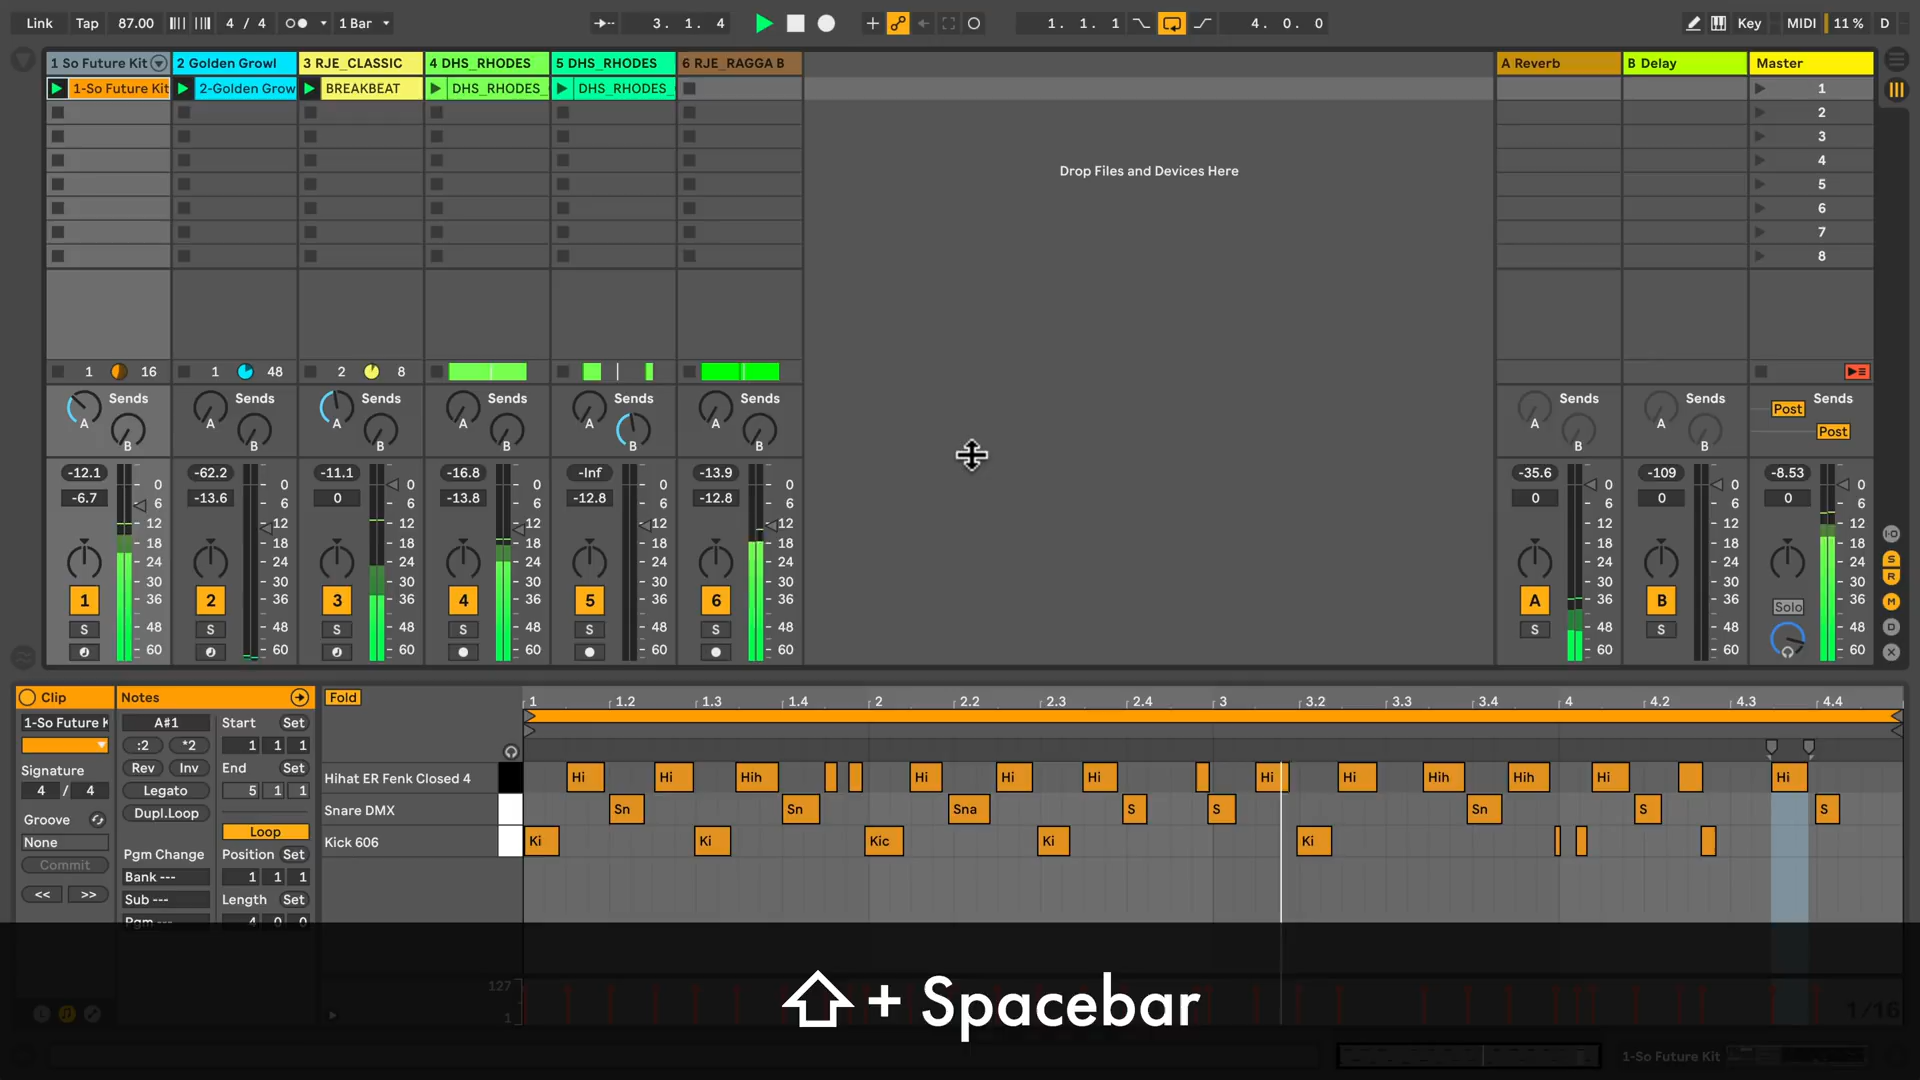 Link Tap 87.00 4 / 4 1 Bar 3. 1. 4 1. 1. 1 4. 0. 0 Key MIDI 11 % D
1 So Future Kit 2 Golden Growl 3 RJE_CLASSIC 4 DHS_RHODES 5 DHS_RHODES 6 RJE_RAGGA B A Reverb B Delay Master
1-So Future Kit 2-Golden Grow BREAKBEAT DHS_RHODES_ DHS_RHODES_ 1
2
3
4
Drop Files and Devices Here
5
6
7
8
1 16 1 48 2 8
Sends Sends Sends Sends Sends Sends Sends Sends Post Sends
A A A A A A A A Post
B B B B B B B B
-12.1 -62.2 -11.1 -16.8 -Inf -13.9 -35.6 -109 -8.53
0 0 0 0 0 0 0 0 0
-6.7 -13.6 0 -13.8 -12.8 -12.8 0 0 0
6 6 6 6 6 6 6 6 6
12 12 12 12 12 12 12 12 12
18 18 18 18 18 18 18 18 18
24 24 24 24 24 24 24 24 24
30 30 30 30 30 30 30 30 30
1 36 2 36 3 36 4 36 5 36 6 36 A 36 B 36 Solo 36
S 48 S 48 S 48 S 48 S 48 S 48 S 48 S 48 48
60 60 60 60 60 60 60 60 60
I-O
S
R
M
D
X
Clip Notes Fold 1 1.2 1.3 1.4 2 2.2 2.3 2.4 3 3.2 3.3 3.4 4 4.2 4.3 4.4
1-So Future K A#1 Start Set
:2 *2 1 1 1
Signature Rev Inv End Set
4 / 4 Legato 5 1 1
Groove Dupl.Loop
None Loop
Commit Pgm Change Position Set
Bank --- 1 1 1
<< >> Sub --- Length Set
Pgm --- 4 0 0
Hihat ER Fenk Closed 4 Hi Hi Hih Hi Hi Hi Hi Hi Hih Hih Hi Hi
Snare DMX Sn Sn Sna S S Sn S S
Kick 606 Ki Ki Kic Ki Ki
127
1
1/16
+ Spacebar
1-So Future Kit